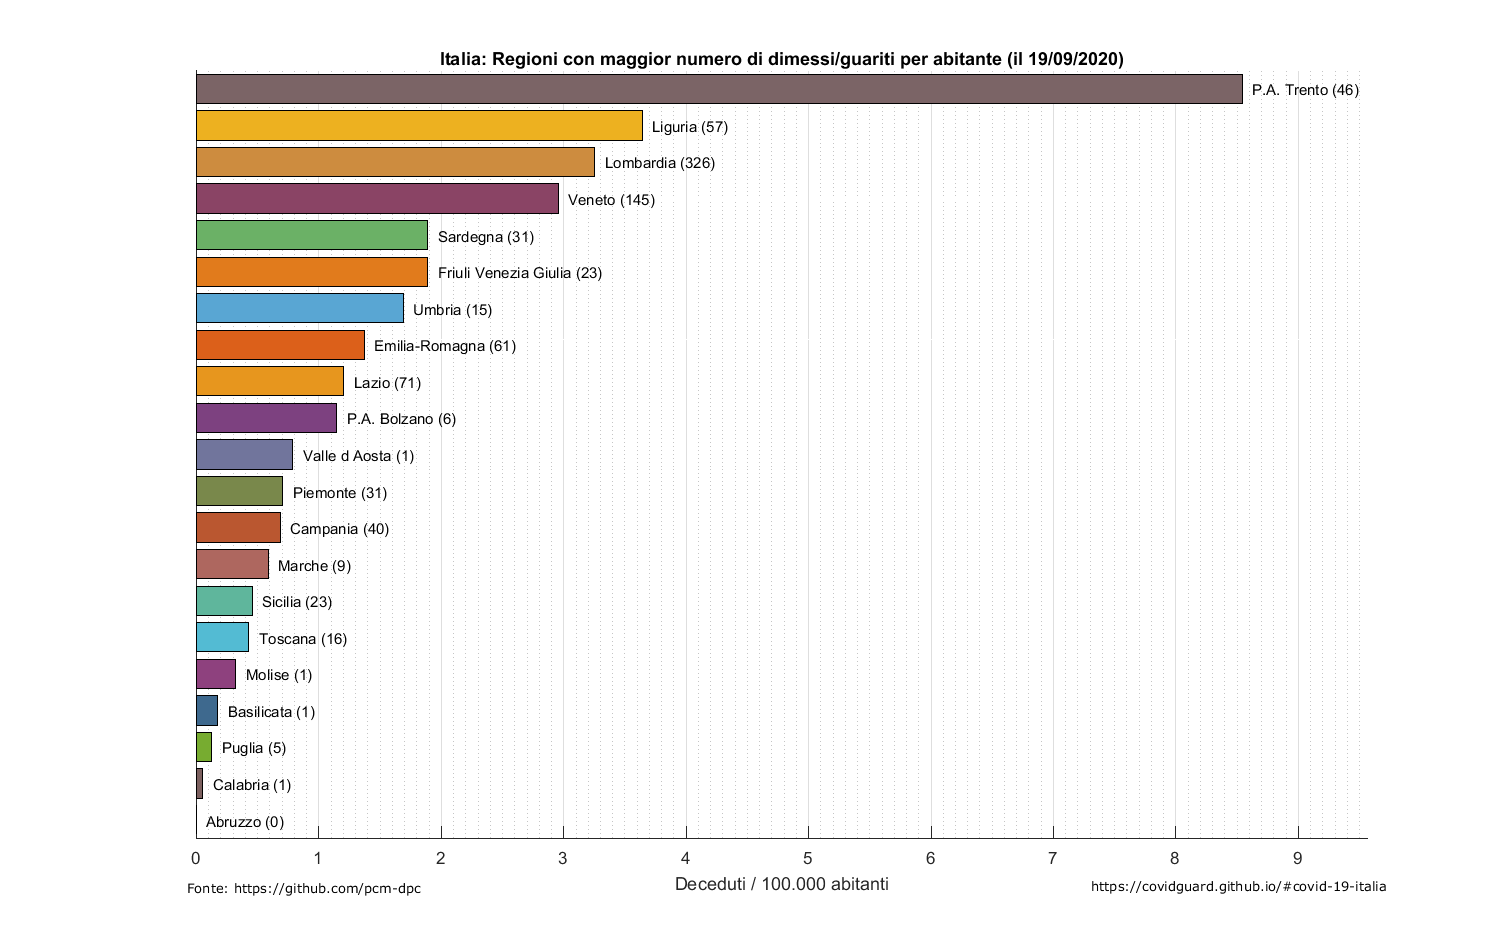 Italia: Regioni con maggior numero di dimessi/guariti per abitante (il 19/09/2020)
P.A. Trento (46)
Liguria (57)
Lombardia (326)
Veneto (145)
Sardegna (31)
Friuli Venezia Giulia (23)
Umbria (15)
Emilia-Romagna (61)
Lazio (71)
P.A. Bolzano (6)
Valle d Aosta (1)
Piemonte (31)
Campania (40)
Marche (9)
Sicilia (23)
Toscana (16)
Molise (1)
Basilicata (1)
Puglia (5)
Calabria (1)
Abruzzo (0)
0 1 2 3 4 5 6 7 8 9
Deceduti / 100.000 abitanti
Fonte: https://github.com/pcm-dpc
https://covidguard.github.io/#covid-19-italia